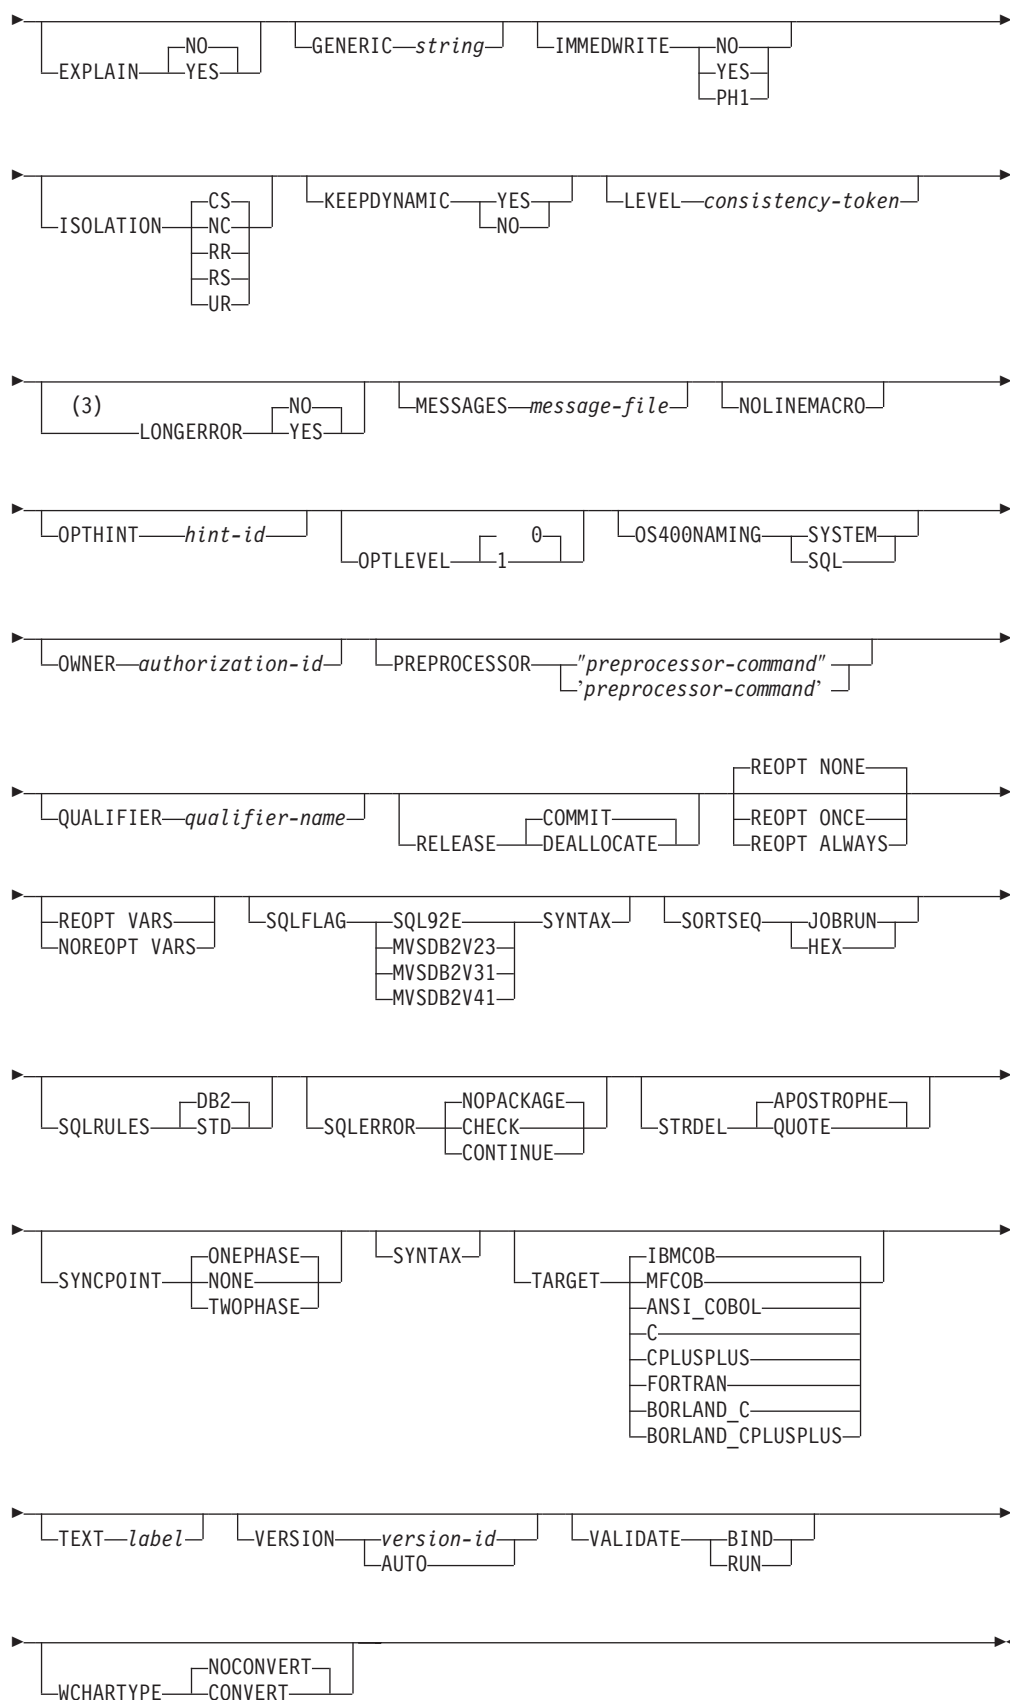 NO
EXPLAIN YES
GENERIC string
IMMEDWRITE NO
YES
PH1
CS
ISOLATION NC
RR
RS
UR
KEEPDYNAMIC YES
NO
LEVEL consistency-token
(3)
NO
LONGERROR YES
MESSAGES message-file
NOLINEMACRO
OPTHINT hint-id
0
OPTLEVEL 1
OS400NAMING SYSTEM
SQL
OWNER authorization-id
PREPROCESSOR "preprocessor-command"
'preprocessor-command'
QUALIFIER qualifier-name
COMMIT
RELEASE DEALLOCATE
REOPT NONE
REOPT ONCE
REOPT ALWAYS
REOPT VARS
NOREOPT VARS
SQLFLAG SQL92E SYNTAX
MVSDB2V23
MVSDB2V31
MVSDB2V41
SORTSEQ JOBRUN
HEX
DB2
SQLRULES STD
NOPACKAGE
SQLERROR CHECK
CONTINUE
APOSTROPHE
STRDEL QUOTE
ONEPHASE
SYNCPOINT NONE
TWOPHASE
SYNTAX
IBMCOB
TARGET MFCOB
ANSI_COBOL
C
CPLUSPLUS
FORTRAN
BORLAND_C
BORLAND_CPLUSPLUS
TEXT label
VERSION version-id
AUTO
VALIDATE BIND
RUN
NOCONVERT
WCHARTYPE CONVERT